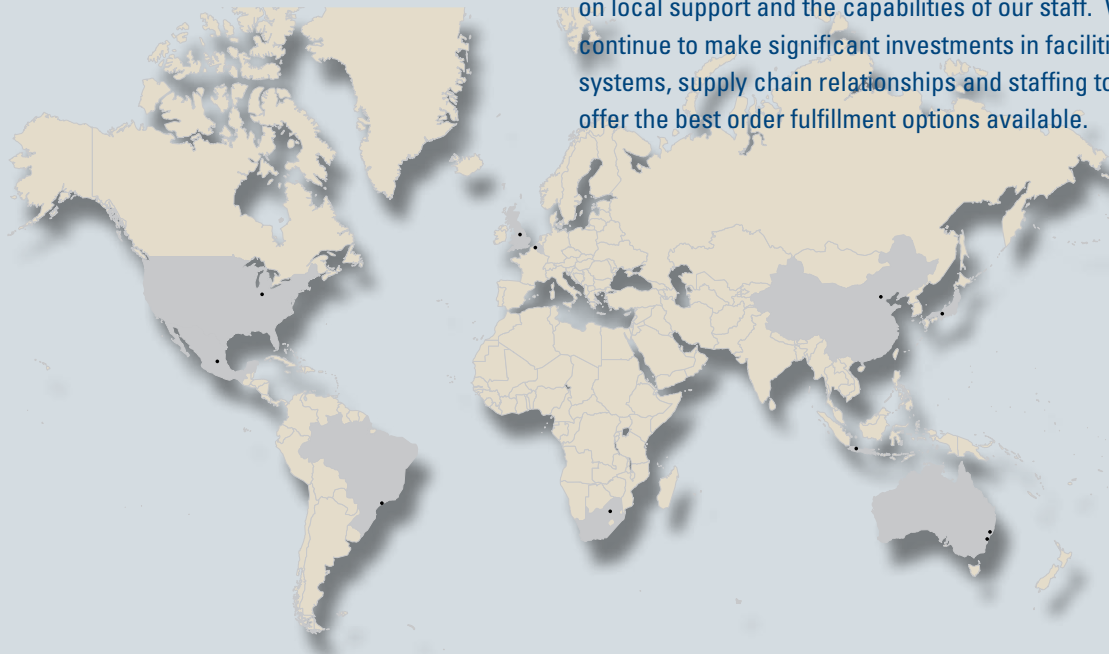 on local support and the capabilities of our staff.
continue to make significant investments in
systems, supply chain relationships and staffing to
offer the best order fulfillment options available.